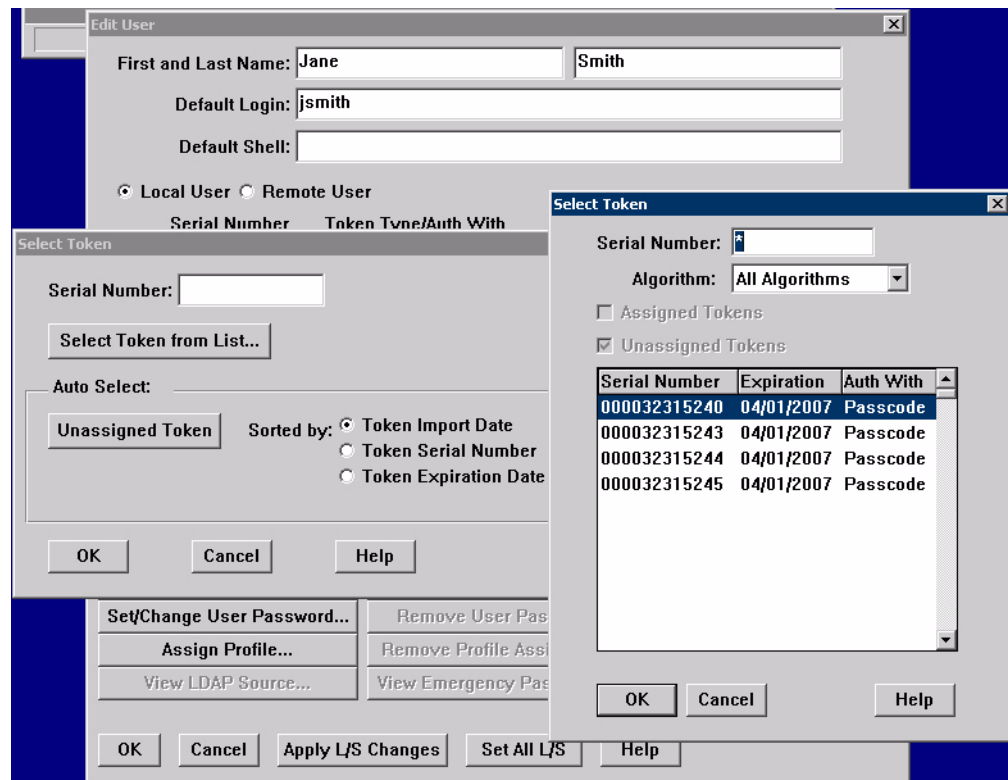 Edit User
First and Last Name: Jane Smith
Default Login: jsmith
Default Shell:
Local User Remote User
Serial Number Token Type/Auth With
Select Token
Serial Number:
Select Token from List...
Auto Select:
Unassigned Token Sorted by: Token Import Date
Token Serial Number
Token Expiration Date
OK Cancel Help
Select Token
Serial Number: *
Algorithm: All Algorithms
Assigned Tokens
Unassigned Tokens
Serial Number Expiration Auth With
000032315240 04/01/2007 Passcode
000032315243 04/01/2007 Passcode
000032315244 04/01/2007 Passcode
000032315245 04/01/2007 Passcode
OK Cancel Help
Set/Change User Password... Remove User Pas
Assign Profile... Remove Profile Assi
View LDAP Source... View Emergency Pas
OK Cancel Apply L/S Changes Set All L/S Help